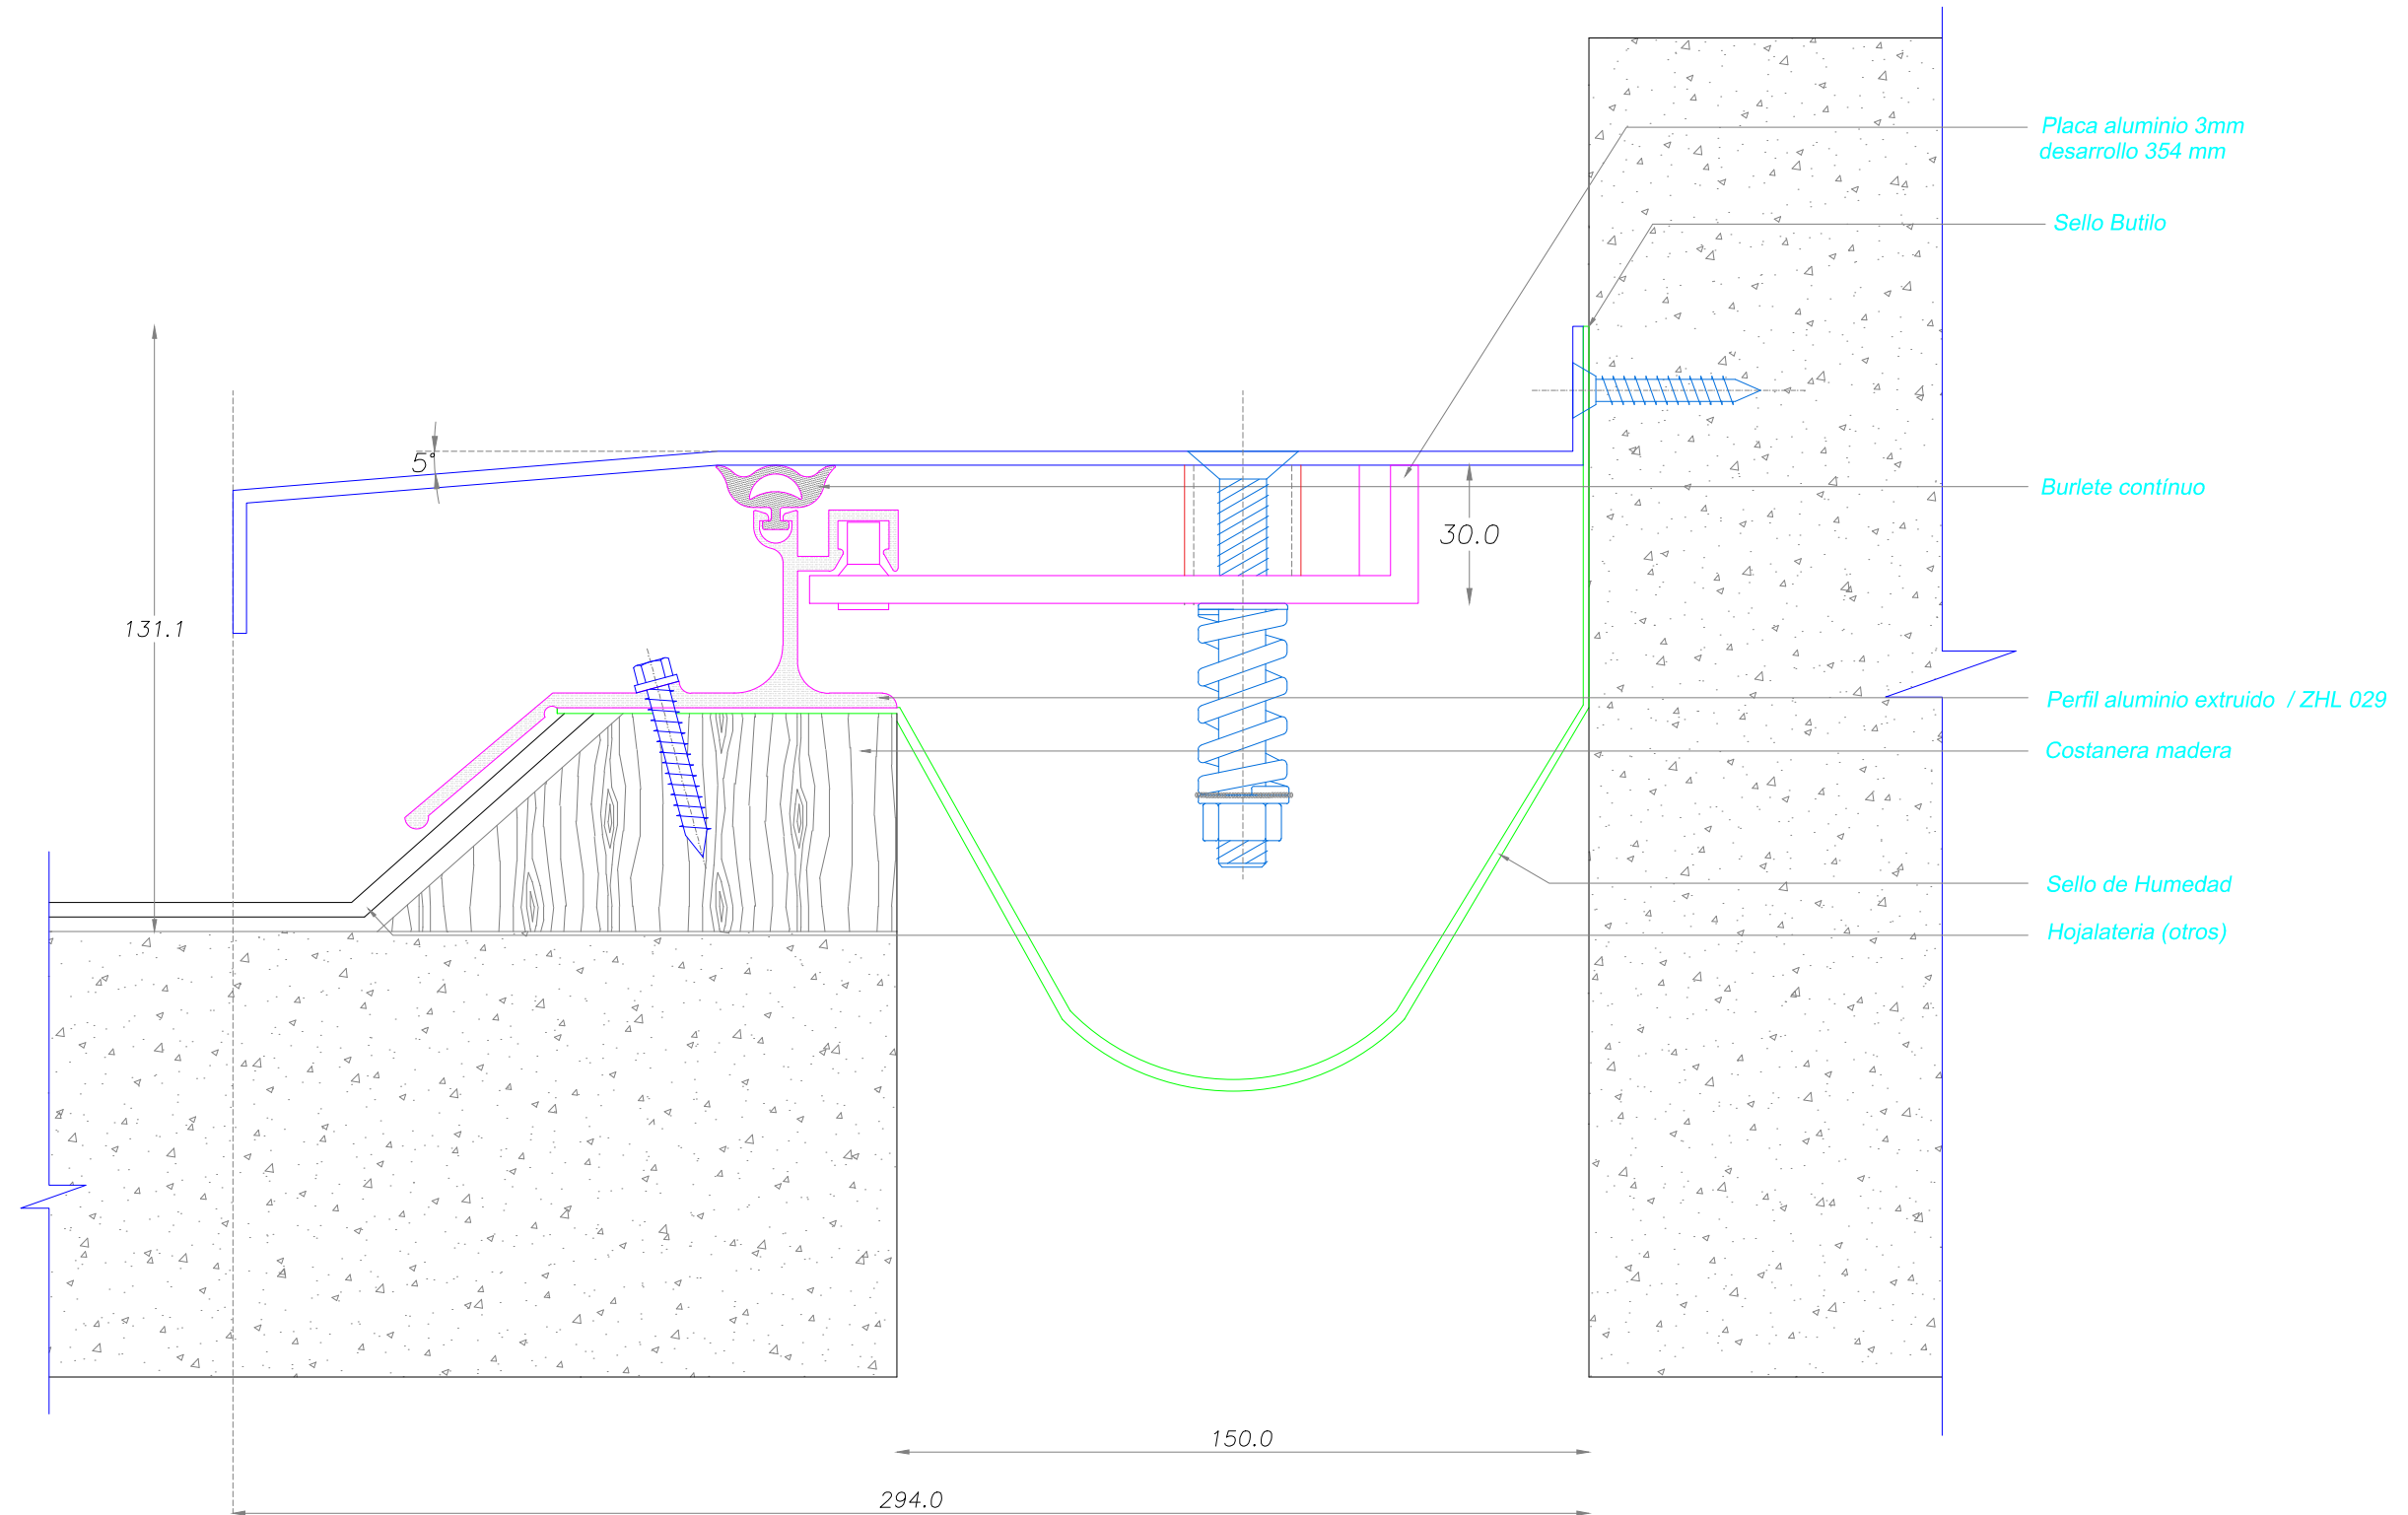 Placa aluminio 3mm
desarrollo 354 mm
Sello Butilo
5°
Burlete contínuo
30.0
131.1
Perfil aluminio extruido / ZHL 029
Costanera madera
Sello de Humedad
Hojalateria (otros)
150.0
294.0